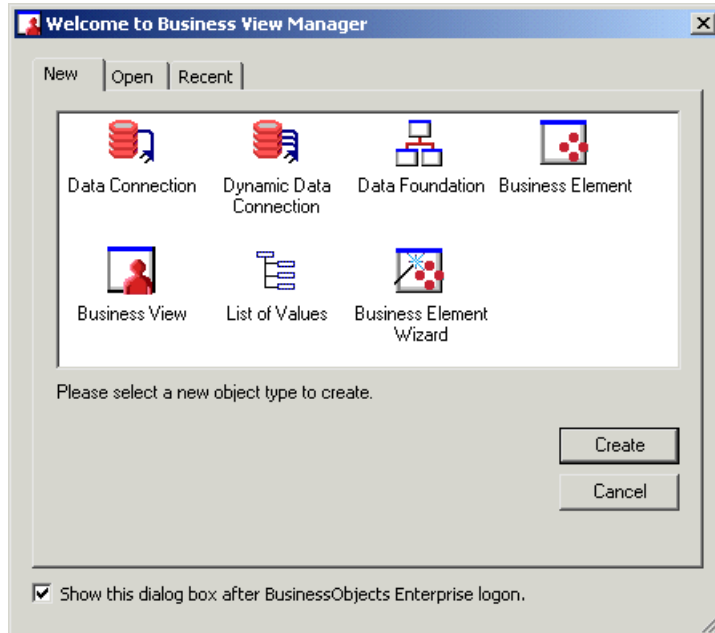 Welcome to Business View Manager
New
Open
Recent
Data Connection
Dynamic Data
Connection
Data Foundation
Business Element
Business View
List of Values
Business Element
Wizard
Please select a new object type to create.
Create
Cancel
Show this dialog box after BusinessObjects Enterprise logon.